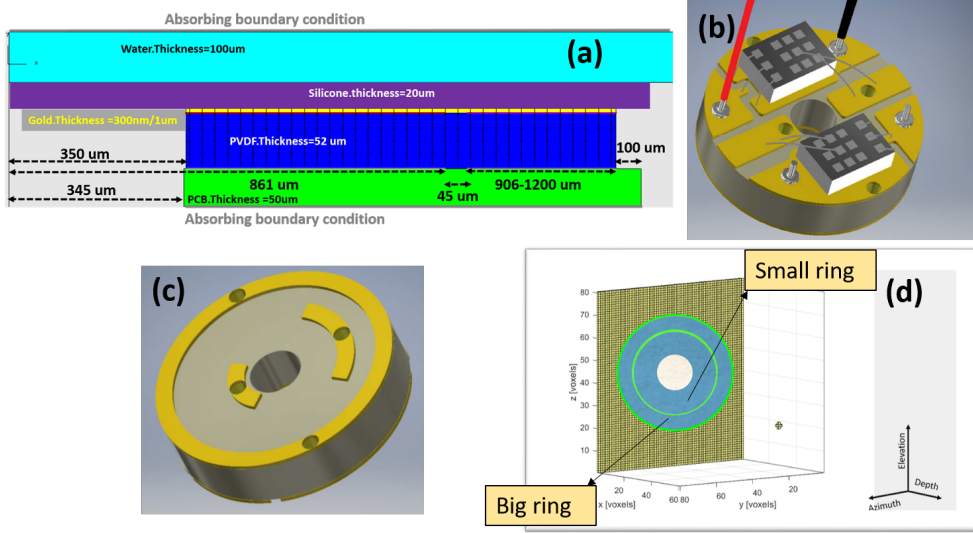 Absorbing boundary condition
Water.Thickness=100um
(a)
x
Silicone.thickness=20um
Gold.Thickness =300nm/1um
PVDF.Thickness=52 um
100 um
350 um
861 um
906-1200 um
345 um
PCB.Thickness=50um
45 um
Absorbing boundary condition
(b)
(c)
(d)
Small ring
80
70
60
50
40
30
20
10
z [voxels]
20
40
60
80
60
40
20
x [voxels]
y [voxels]
Big ring
Elevation
Depth
Azimuth